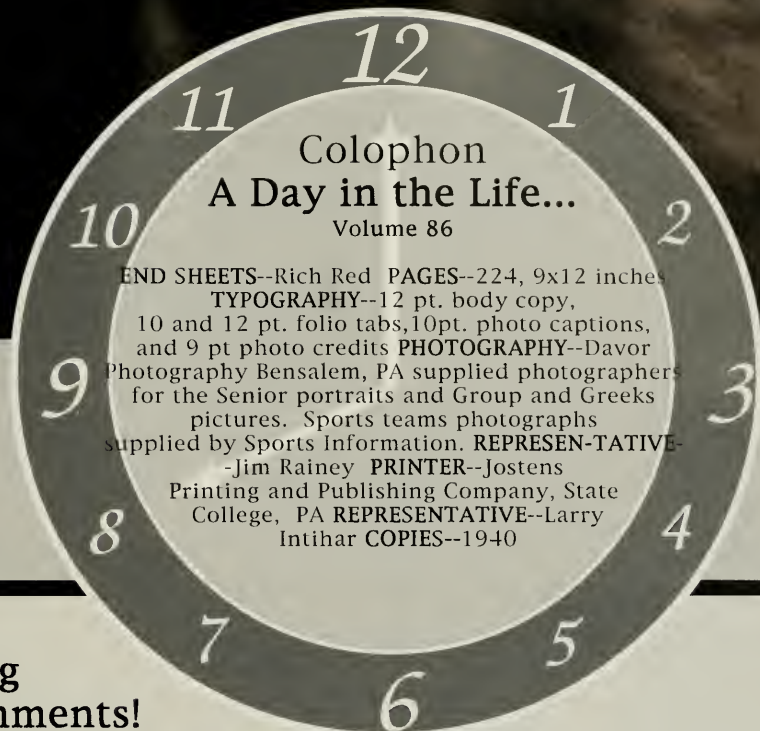 12
11
1
Colophon
A Day in the Life...
Volume 86
10
2
END SHEETS--Rich Red PAGES--224, 9x12 inches
TYPOGRAPHY--12 pt. body copy,
10 and 12 pt. folio tabs,10pt. photo captions,
and 9 pt photo credits PHOTOGRAPHY--Davor
Photography Bensalem, PA supplied photographers
for the Senior portraits and Group and Greeks
pictures. Sports teams photographs
supplied by Sports Information. REPRESEN-TATIVE-
-Jim Rainey PRINTER--Jostens
Printing and Publishing Company, State
College, PA REPRESENTATIVE--Larry
Intihar COPIES--1940
9
3
8
4
7
5
6
g
nments!